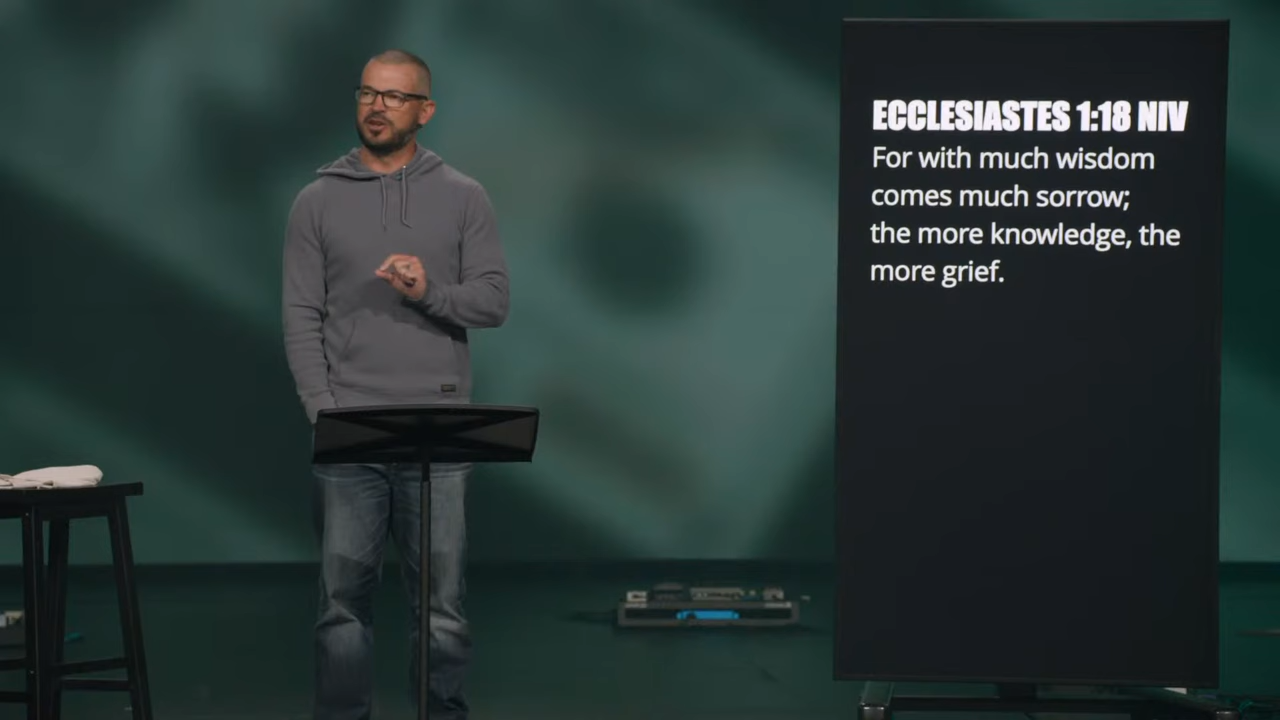 ECCLESIASTES 1:18 NIV
For with much wisdom
comes much sorrow;
the more knowledge, the
more grief.